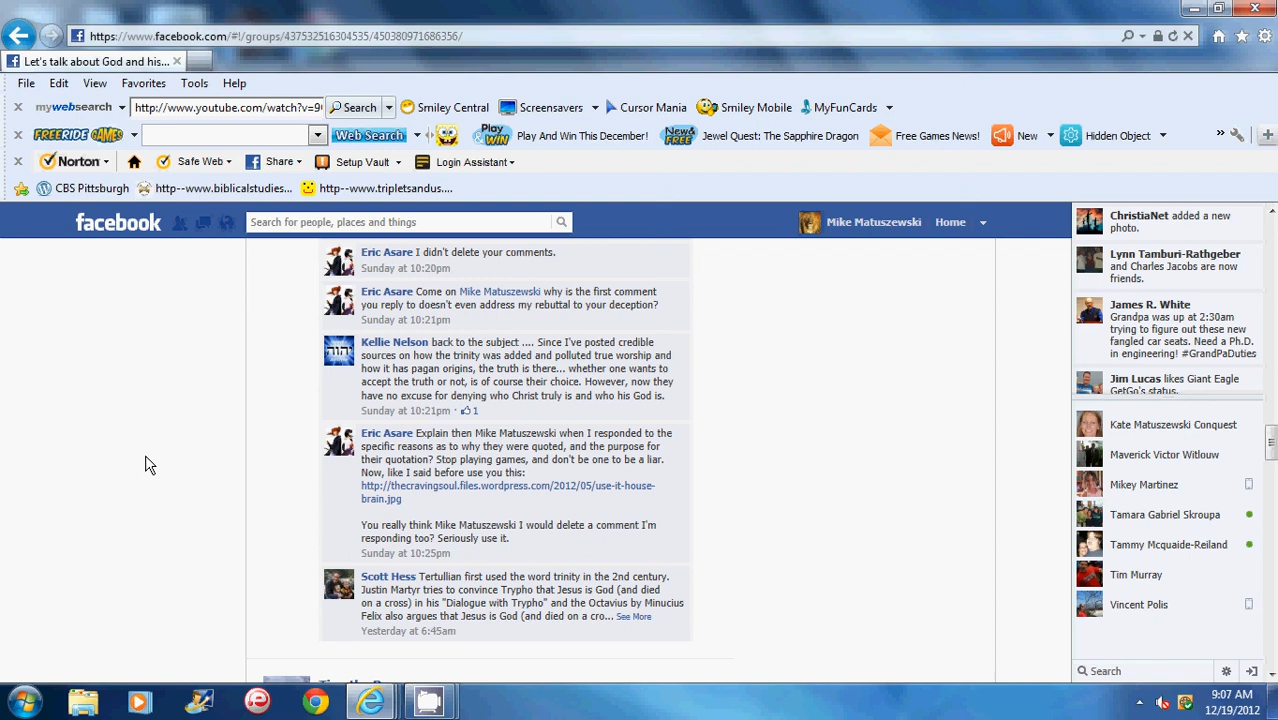 https://www.facebook.com/#!/groups/437532516304535/450380971686356/
Let's talk about God and his...
File Edit View Favorites Tools Help
mywebsearch http://www.youtube.com/watch?v=9 Search Smiley Central Screensavers Cursor Mania Smiley Mobile MyFunCards
FREERIDE GAMES Web Search Play WIN Play And Win This December! New& FREE Jewel Quest: The Sapphire Dragon Free Games News! New Hidden Object
Norton Safe Web Share Setup Vault Login Assistant
CBS Pittsburgh http--www.biblicalstudies... http--www.tripletsandus....
facebook Search for people, places and things Mike Matuszewski Home
Eric Asare I didn't delete your comments.
Sunday at 10:20pm
Eric Asare Come on Mike Matuszewski why is the first comment
you reply to doesn't even address my rebuttal to your deception?
Sunday at 10:21pm
Kellie Nelson back to the subject .... Since I've posted credible
sources on how the trinity was added and polluted true worship and
how it has pagan origins, the truth is there... whether one wants to
accept the truth or not, is of course their choice. However, now they
have no excuse for denying who Christ truly is and who his God is.
Sunday at 10:21pm · 1
Eric Asare Explain then Mike Matuszewski when I responded to the
specific reasons as to why they were quoted, and the purpose for
their quotation? Stop playing games, and don't be one to be a liar.
Now, like I said before use you this:
http://thecravingsoul.files.wordpress.com/2012/05/use-it-house-
brain.jpg
You really think Mike Matuszewski I would delete a comment I'm
responding too? Seriously use it.
Sunday at 10:25pm
יהוה
Scott Hess Tertullian first used the word trinity in the 2nd century.
Justin Martyr tries to convince Trypho that Jesus is God (and died
on a cross) in his "Dialogue with Trypho" and the Octavius by Minucius
Felix also argues that Jesus is God (and died on a cro... See More
Yesterday at 6:45am
ChristiaNet added a new
photo.
Lynn Tamburi-Rathgeber
and Charles Jacobs are now
friends.
James R. White
Grandpa was up at 2:30am
trying to figure out these new
fangled car seats. Need a Ph.D.
in engineering! #GrandPaDuties
Jim Lucas likes Giant Eagle
GetGo's status.
Kate Matuszewski Conquest
Maverick Victor Witlouw
Mikey Martinez
Tamara Gabriel Skroupa
Tammy Mcquaide-Reiland
Tim Murray
Vincent Polis
Search
9:07 AM
12/19/2012